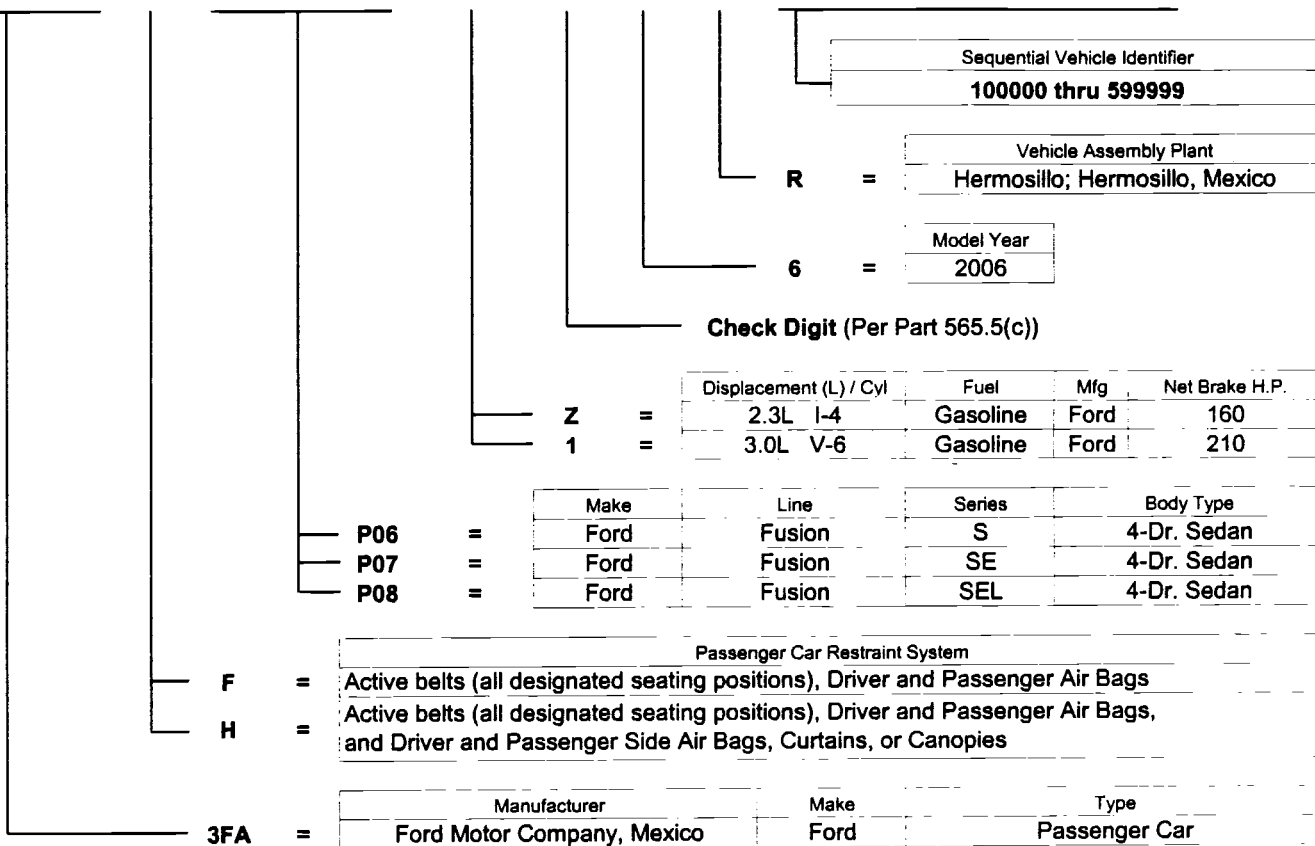 Sequential Vehicle Identifier
100000 thru 599999
Vehicle Assembly Plant
R = Hermosillo; Hermosillo, Mexico
Model Year
6 = 2006
Check Digit (Per Part 565.5(c))
Displacement (L) / Cyl Fuel Mfg Net Brake H.P.
Z = 2.3L I-4 Gasoline Ford 160
1 = 3.0L V-6 Gasoline Ford 210
Make Line Series Body Type
P06 = Ford Fusion S 4-Dr. Sedan
P07 = Ford Fusion SE 4-Dr. Sedan
P08 = Ford Fusion SEL 4-Dr. Sedan
Passenger Car Restraint System
F = Active belts (all designated seating positions), Driver and Passenger Air Bags
H = Active belts (all designated seating positions), Driver and Passenger Air Bags,
and Driver and Passenger Side Air Bags, Curtains, or Canopies
Manufacturer Make Type
3FA = Ford Motor Company, Mexico Ford Passenger Car